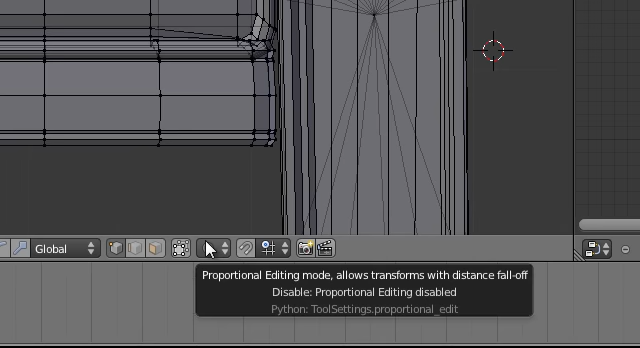 Global
Proportional Editing mode, allows transforms with distance fall-off
Disable: Proportional Editing disabled
Python: ToolSettings.proportional_edit